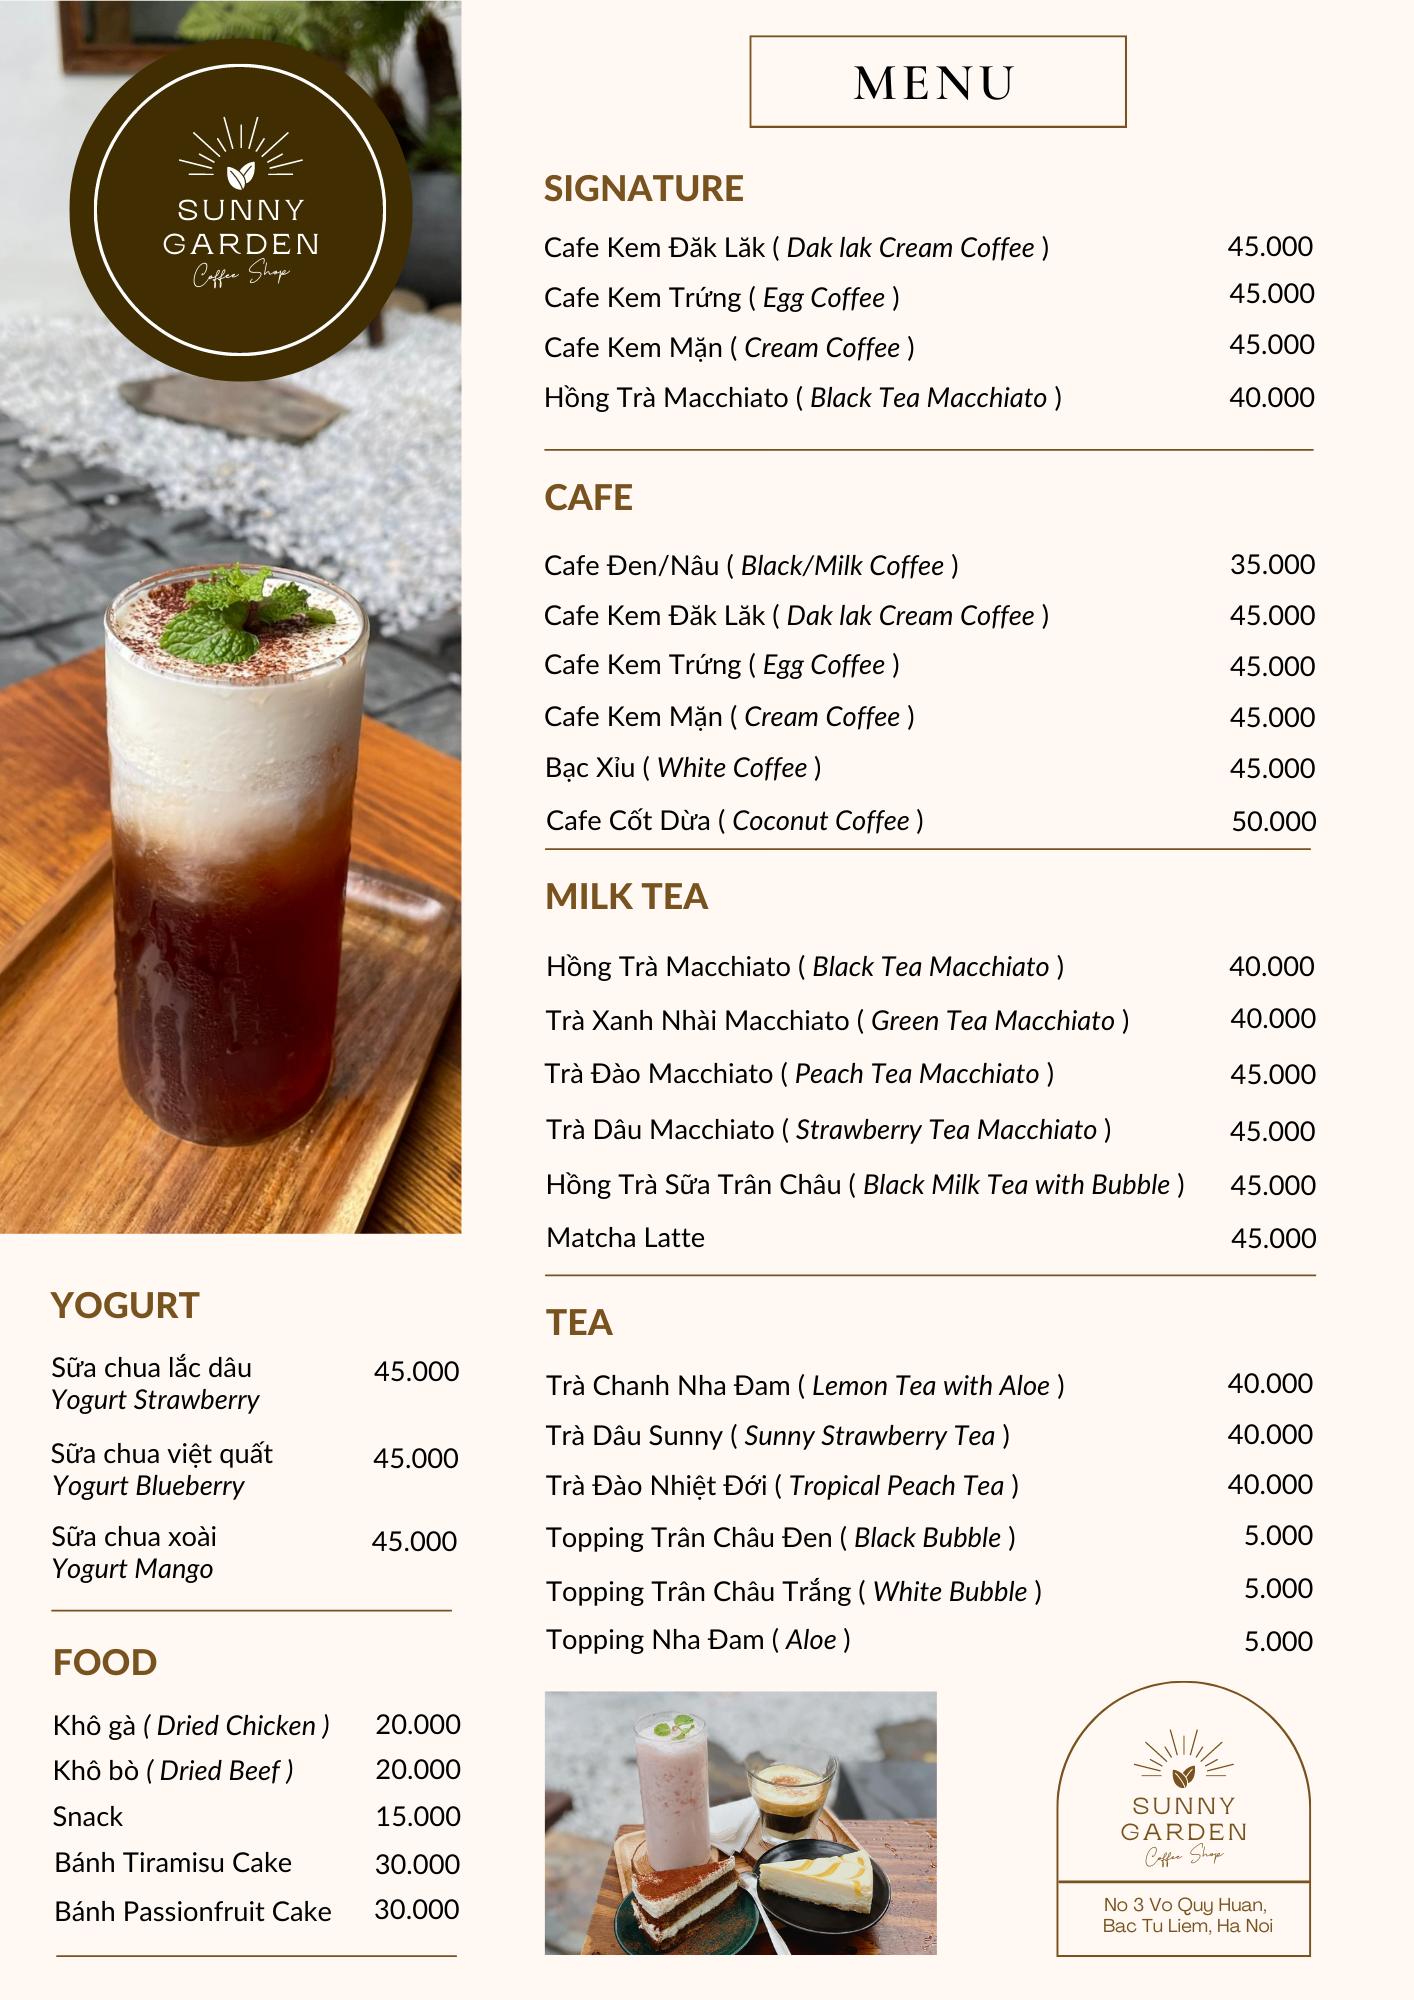 SUNNY
GARDEN
Coffee Shop
MENU
SIGNATURE
Cafe Kem Đăk Lăk ( Dak lak Cream Coffee ) 45.000
Cafe Kem Trứng ( Egg Coffee ) 45.000
Cafe Kem Mặn ( Cream Coffee ) 45.000
Hồng Trà Macchiato ( Black Tea Macchiato ) 40.000
CAFE
Cafe Đen/Nâu ( Black/Milk Coffee ) 35.000
Cafe Kem Đăk Lăk ( Dak lak Cream Coffee ) 45.000
Cafe Kem Trứng ( Egg Coffee ) 45.000
Cafe Kem Mặn ( Cream Coffee ) 45.000
Bạc Xỉu ( White Coffee ) 45.000
Cafe Cốt Dừa ( Coconut Coffee ) 50.000
MILK TEA
Hồng Trà Macchiato ( Black Tea Macchiato ) 40.000
Trà Xanh Nhài Macchiato ( Green Tea Macchiato ) 40.000
Trà Đào Macchiato ( Peach Tea Macchiato ) 45.000
Trà Dâu Macchiato ( Strawberry Tea Macchiato ) 45.000
Hồng Trà Sữa Trân Châu ( Black Milk Tea with Bubble ) 45.000
Matcha Latte 45.000
TEA
Trà Chanh Nha Đam ( Lemon Tea with Aloe ) 40.000
Trà Dâu Sunny ( Sunny Strawberry Tea ) 40.000
Trà Đào Nhiệt Đới ( Tropical Peach Tea ) 40.000
Topping Trân Châu Đen ( Black Bubble ) 5.000
Topping Trân Châu Trắng ( White Bubble ) 5.000
Topping Nha Đam ( Aloe ) 5.000
YOGURT
Sữa chua lắc dâu 45.000
Yogurt Strawberry
Sữa chua việt quất 45.000
Yogurt Blueberry
Sữa chua xoài 45.000
Yogurt Mango
FOOD
Khô gà ( Dried Chicken ) 20.000
Khô bò ( Dried Beef ) 20.000
Snack 15.000
Bánh Tiramisu Cake 30.000
Bánh Passionfruit Cake 30.000
SUNNY
GARDEN
Coffee Shop
No 3 Vo Quy Huan,
Bac Tu Liem, Ha Noi